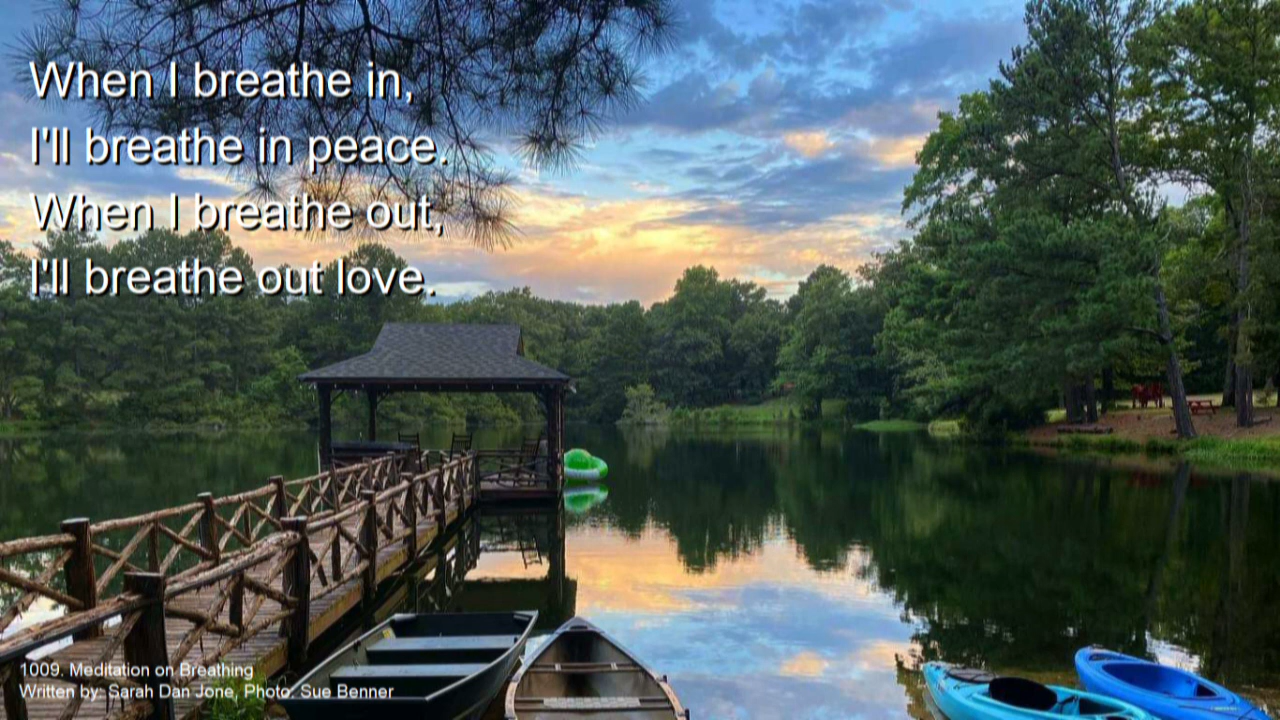 When I breathe in,
I'll breathe in peace.
When I breathe out,
I'll breathe out love.
1009. Meditation on Breathing
Written by: Sarah Dan Jone, Photo: Sue Benner